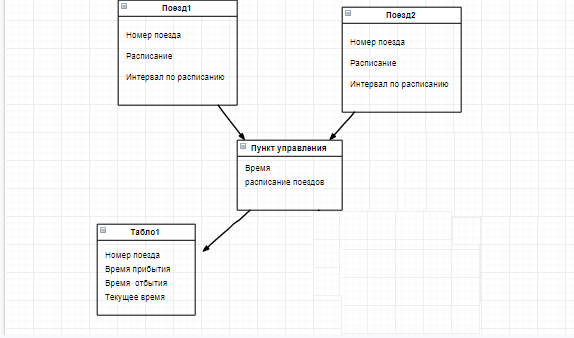 Поезд1
Номер поезда
Расписание
Интервал по расписанию
Поезд2
Номер поезда
Расписание
Интервал по расписанию
Пункт управления
Время
расписание поездов
Табло1
Номер поезда
Время прибытия
Время отбытия
Текущее время